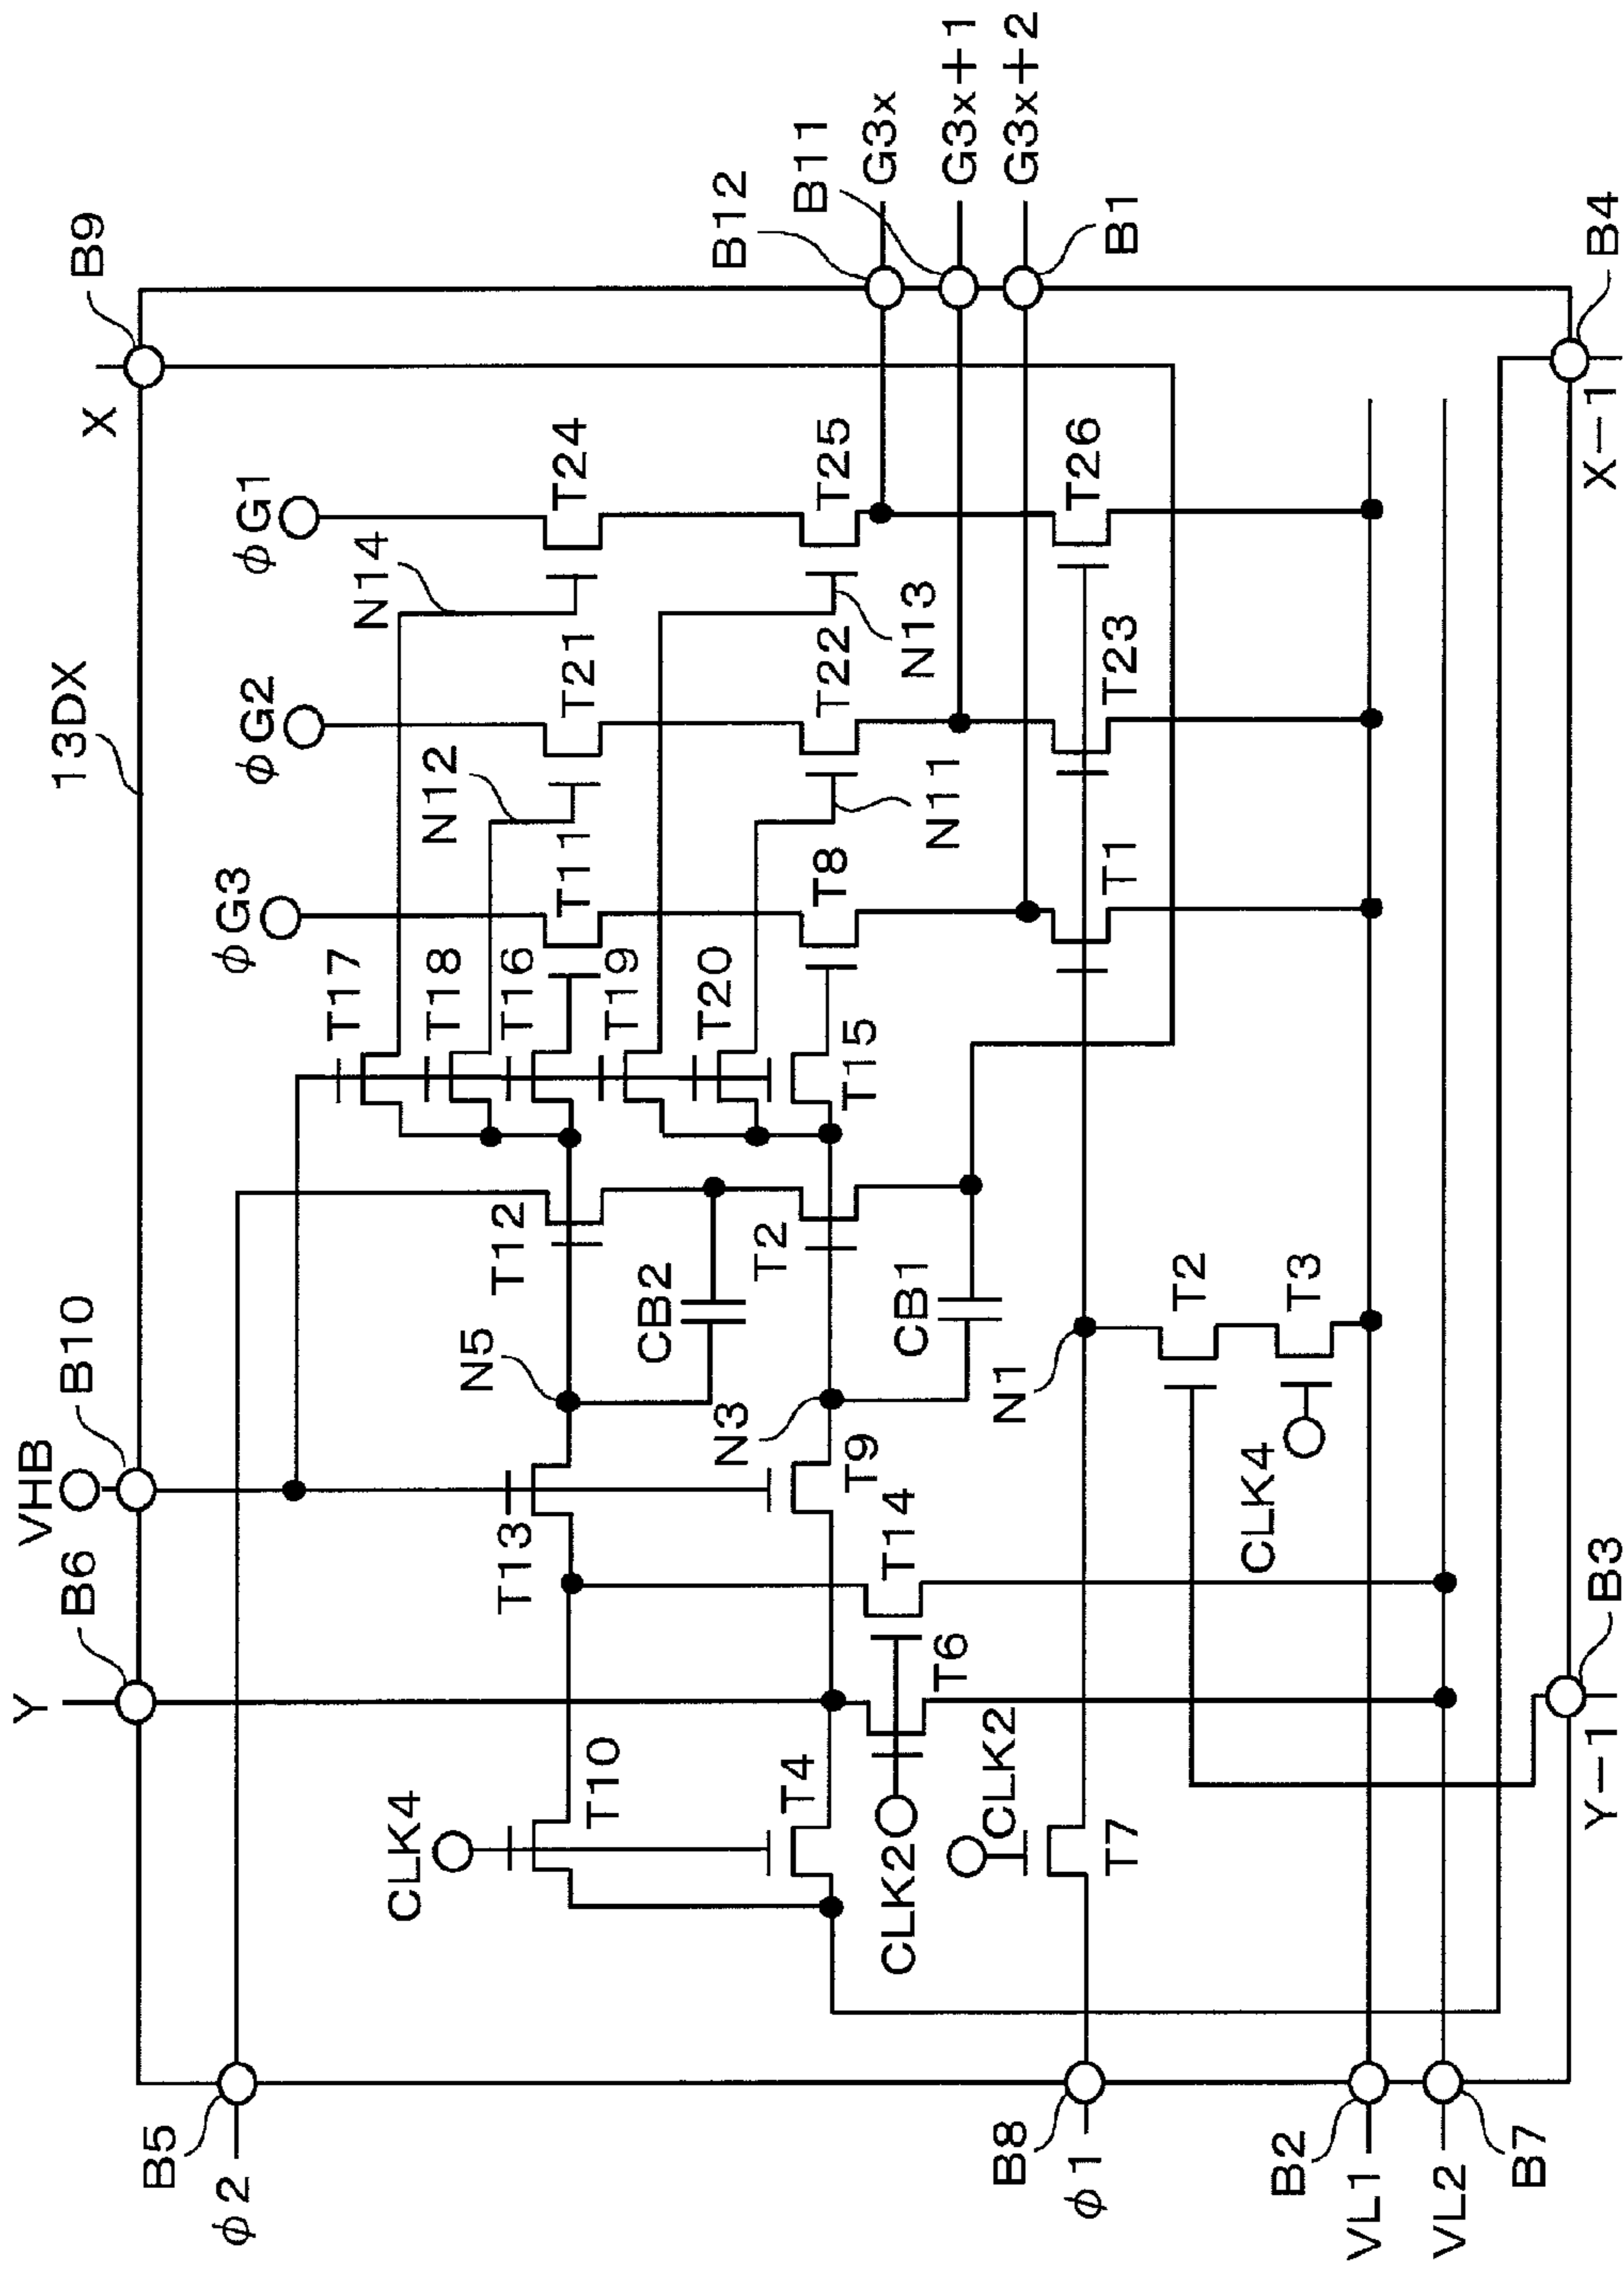 13DX
B5
φ2
Y
B6
VHB
B10
X
B9
φG3
φG2
φG1
CLK4
T10
T4
T13
T9
N5
N3
T12
CB2
T2
CB1
T17
T18
T16
T19
T20
T15
T11
N12
T21
N14
T24
T8
T22
T25
N11
N13
B12
B11
G3x
G3x+1
G3x+2
B1
T14
T6
CLK2
CLK2
T7
N1
T2
T3
CLK4
T1
T23
T26
B8
φ1
B2
VL1
VL2
B7
Y-1
B3
X-1
B4